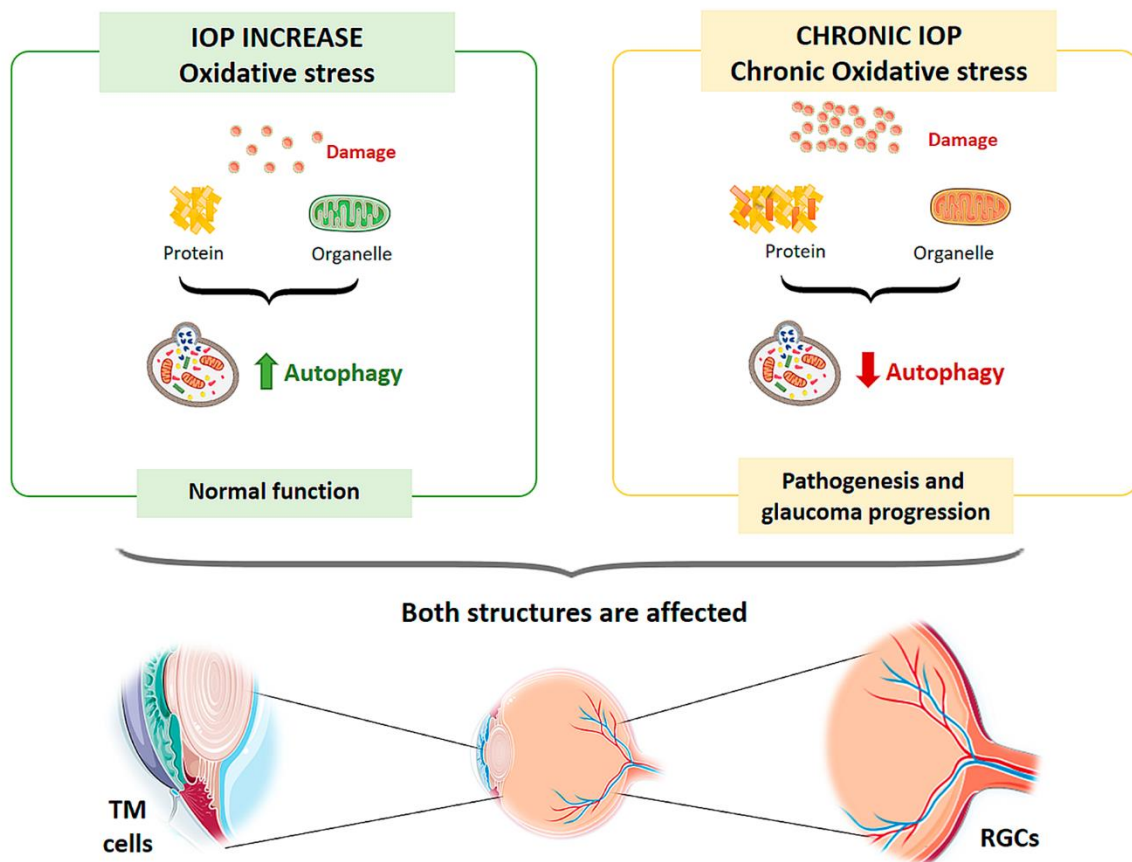 IOP INCREASE
Oxidative stress
Damage
Protein
Organelle
Autophagy
Normal function
CHRONIC IOP
Chronic Oxidative stress
Damage
Protein
Organelle
Autophagy
Pathogenesis and
glaucoma progression
Both structures are affected
TM
cells
RGCs